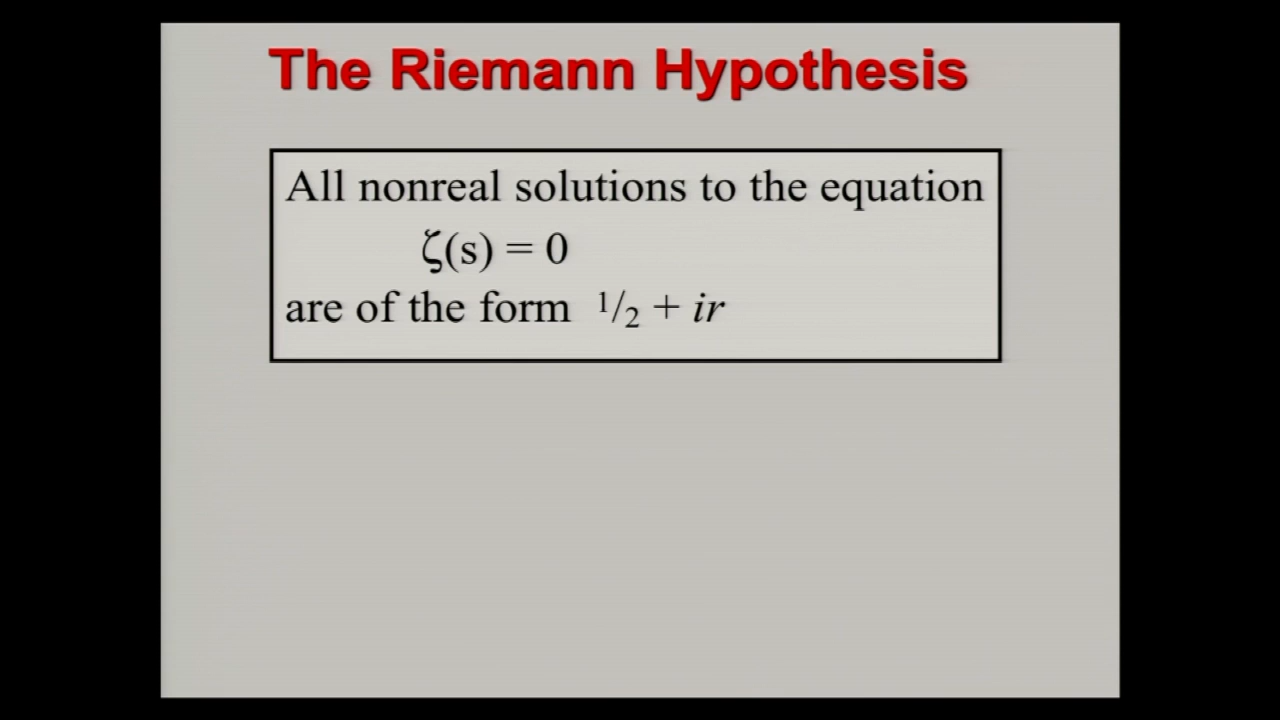 The Riemann Hypothesis
All nonreal solutions to the equation
ζ(s) = 0
are of the form ¹/₂ + ir